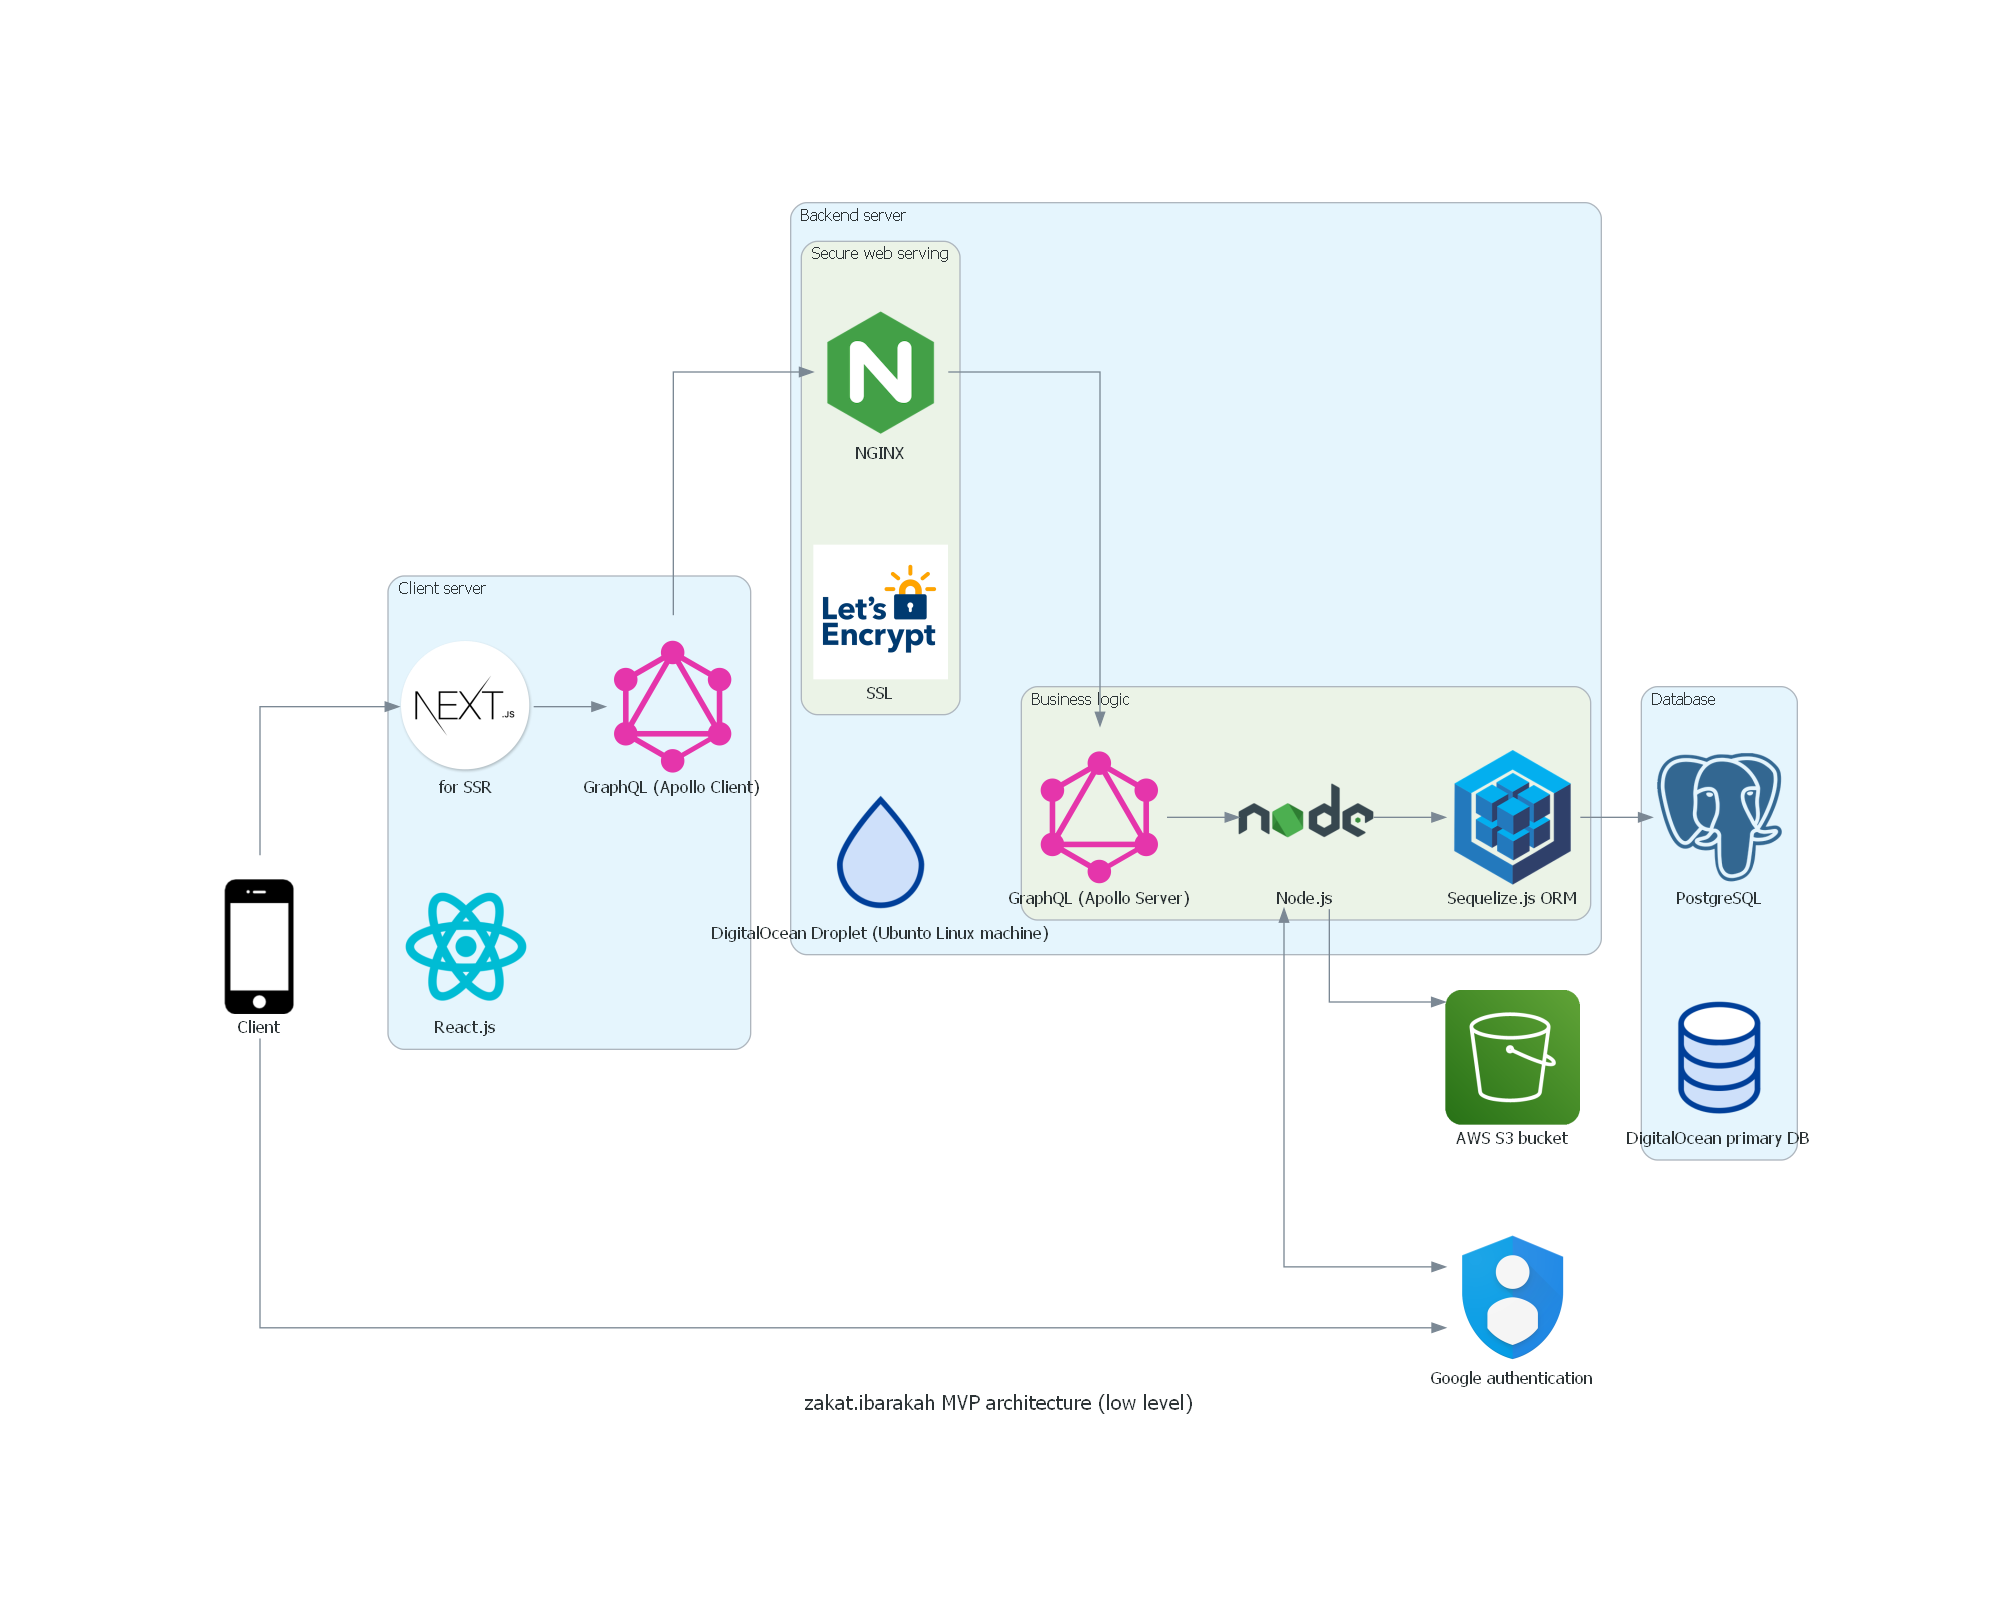 Backend server
Secure web serving
NGINX
Let's
Encrypt
SSL
Client server
NEXT.JS
for SSR
GraphQL (Apollo Client)
React.js
Client
DigitalOcean Droplet (Ubunto Linux machine)
Business logic
GraphQL (Apollo Server)
node
Node.js
Sequelize.js ORM
Database
PostgreSQL
DigitalOcean primary DB
AWS S3 bucket
Google authentication
zakat.ibarakah MVP architecture (low level)